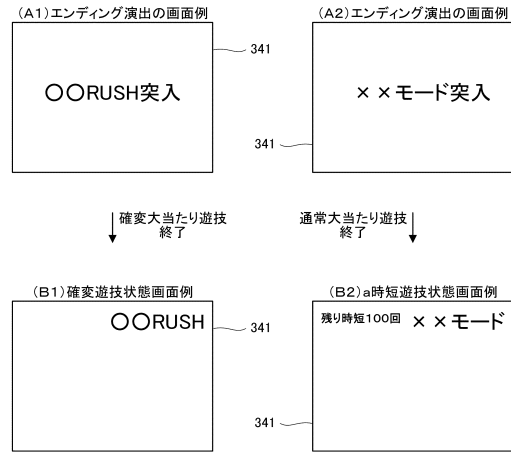 (A1)エンディング演出の画面例
(A2)エンディング演出の画面例
〇〇RUSH突入
341
××モード突入
341
確変大当たり遊技
終了
通常大当たり遊技
終了
(B1)確変遊技状態画面例
(B2)a時短遊技状態画面例
〇〇RUSH
341
残り時短100回
××モード
341